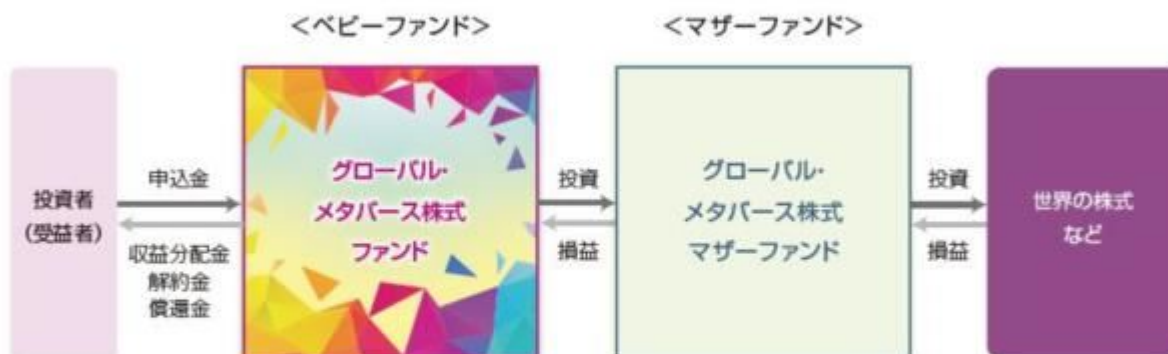 <ベビーファンド>
<マザーファンド>
投資者
(受益者)
申込金
収益分配金
解約金
償還金
グローバル・
メタバース株式
ファンド
投資
損益
グローバル・
メタバース株式
マザーファンド
投資
損益
世界の株式
など